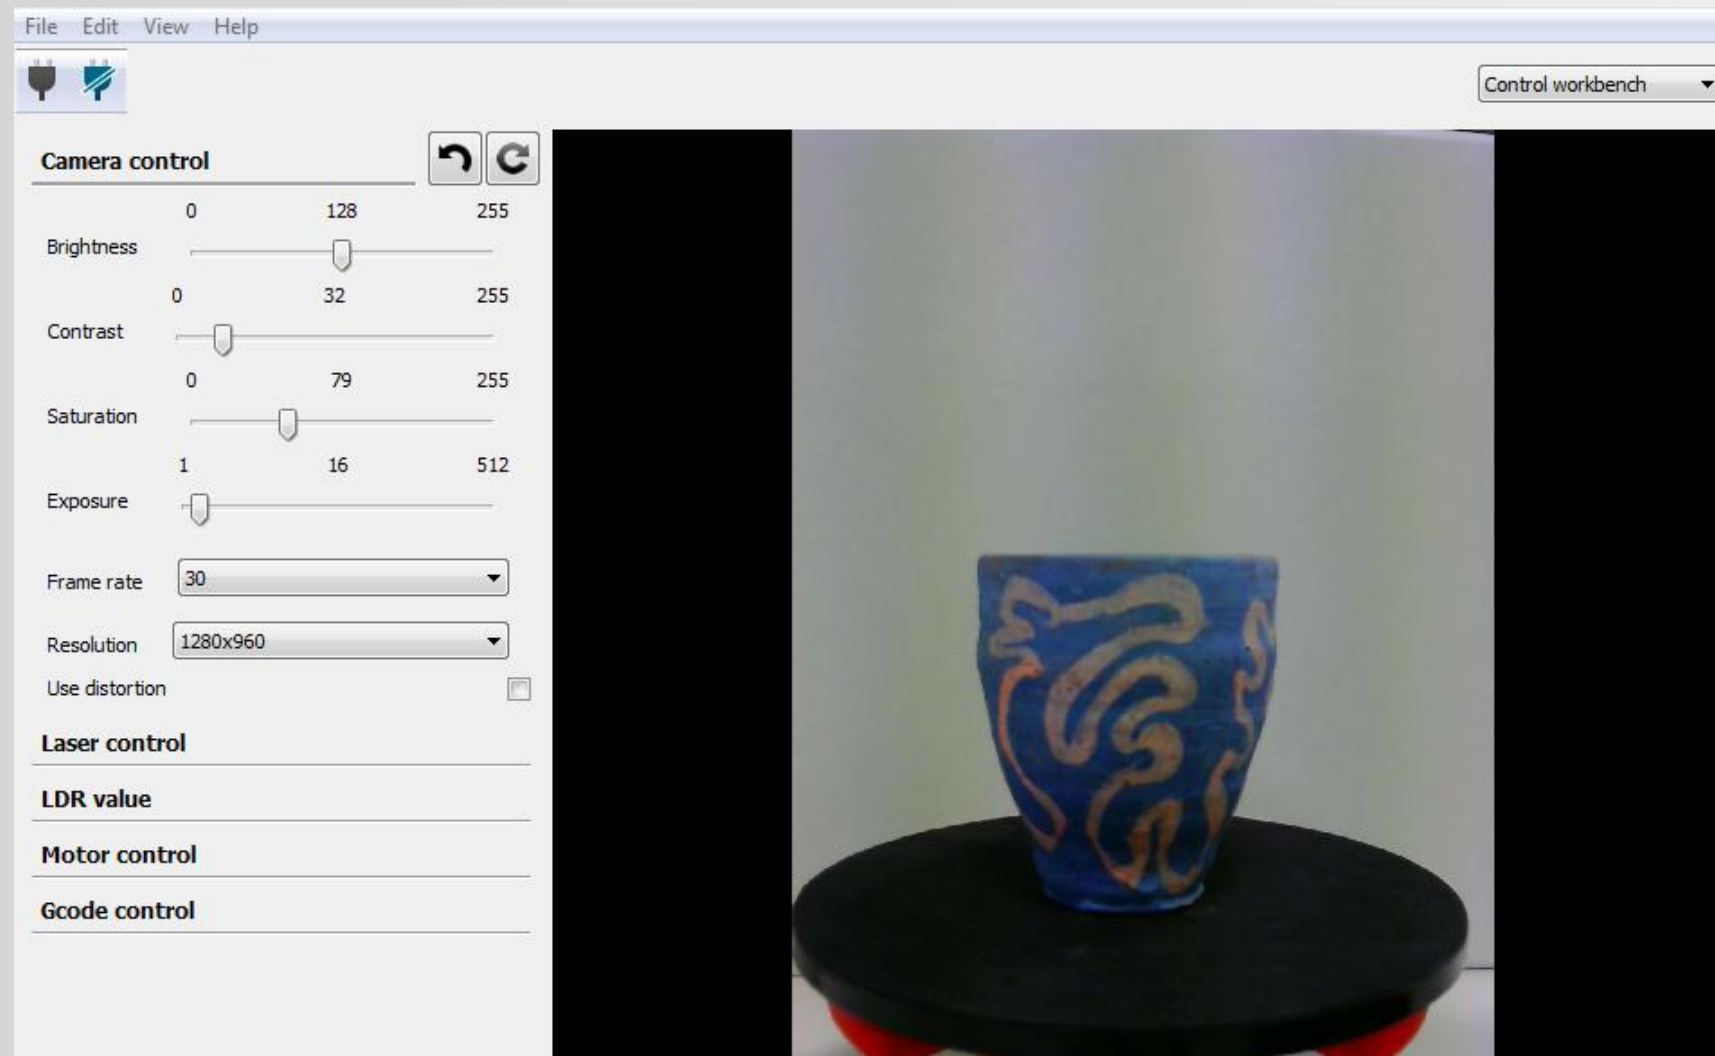 File Edit View Help
Control workbench
Camera control
0 128 255
Brightness
0 32 255
Contrast
0 79 255
Saturation
1 16 512
Exposure
Frame rate 30
Resolution 1280x960
Use distortion
Laser control
LDR value
Motor control
Gcode control